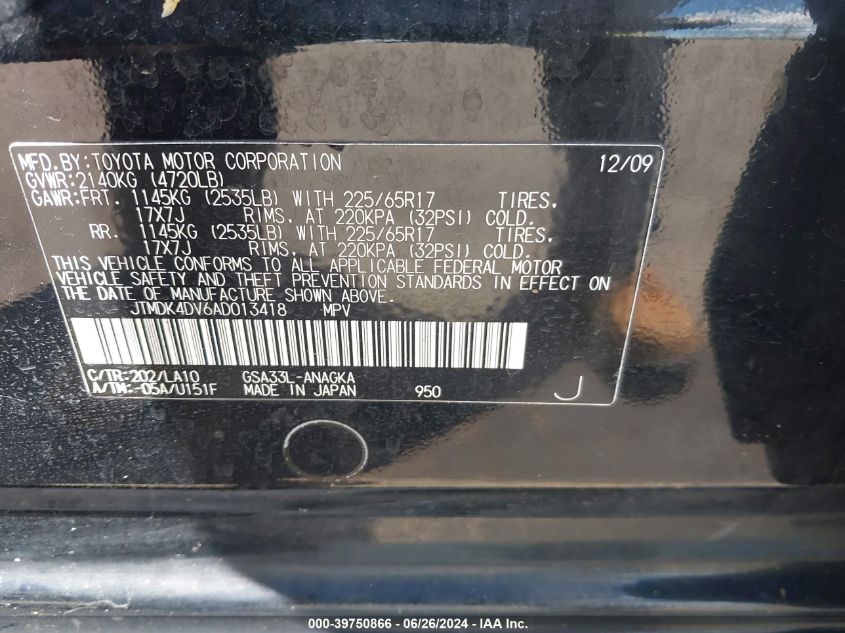 MFD.BY:TOYOTA MOTOR CORPORATION 12/09
GVWR:2140KG (4720LB)
GAWR:FRT. 1145KG (2535LB) WITH 225/65R17 TIRES,
17X7J RIMS, AT 220KPA (32PSI) COLD.
RR. 1145KG (2535LB) WITH 225/65R17 TIRES,
17X7J RIMS, AT 220KPA (32PSI) COLD.
THIS VEHICLE CONFORMS TO ALL APPLICABLE FEDERAL MOTOR
VEHICLE SAFETY AND THEFT PREVENTION STANDARDS IN EFFECT ON
THE DATE OF MANUFACTURE SHOWN ABOVE.
JTMDK4DV6AD013418 MPV
C/TR:202/LA10 GSA33L-ANAGKA
A/TM:-05A/U151F MADE IN JAPAN 950 J
000-39750866 - 06/26/2024 - IAA Inc.